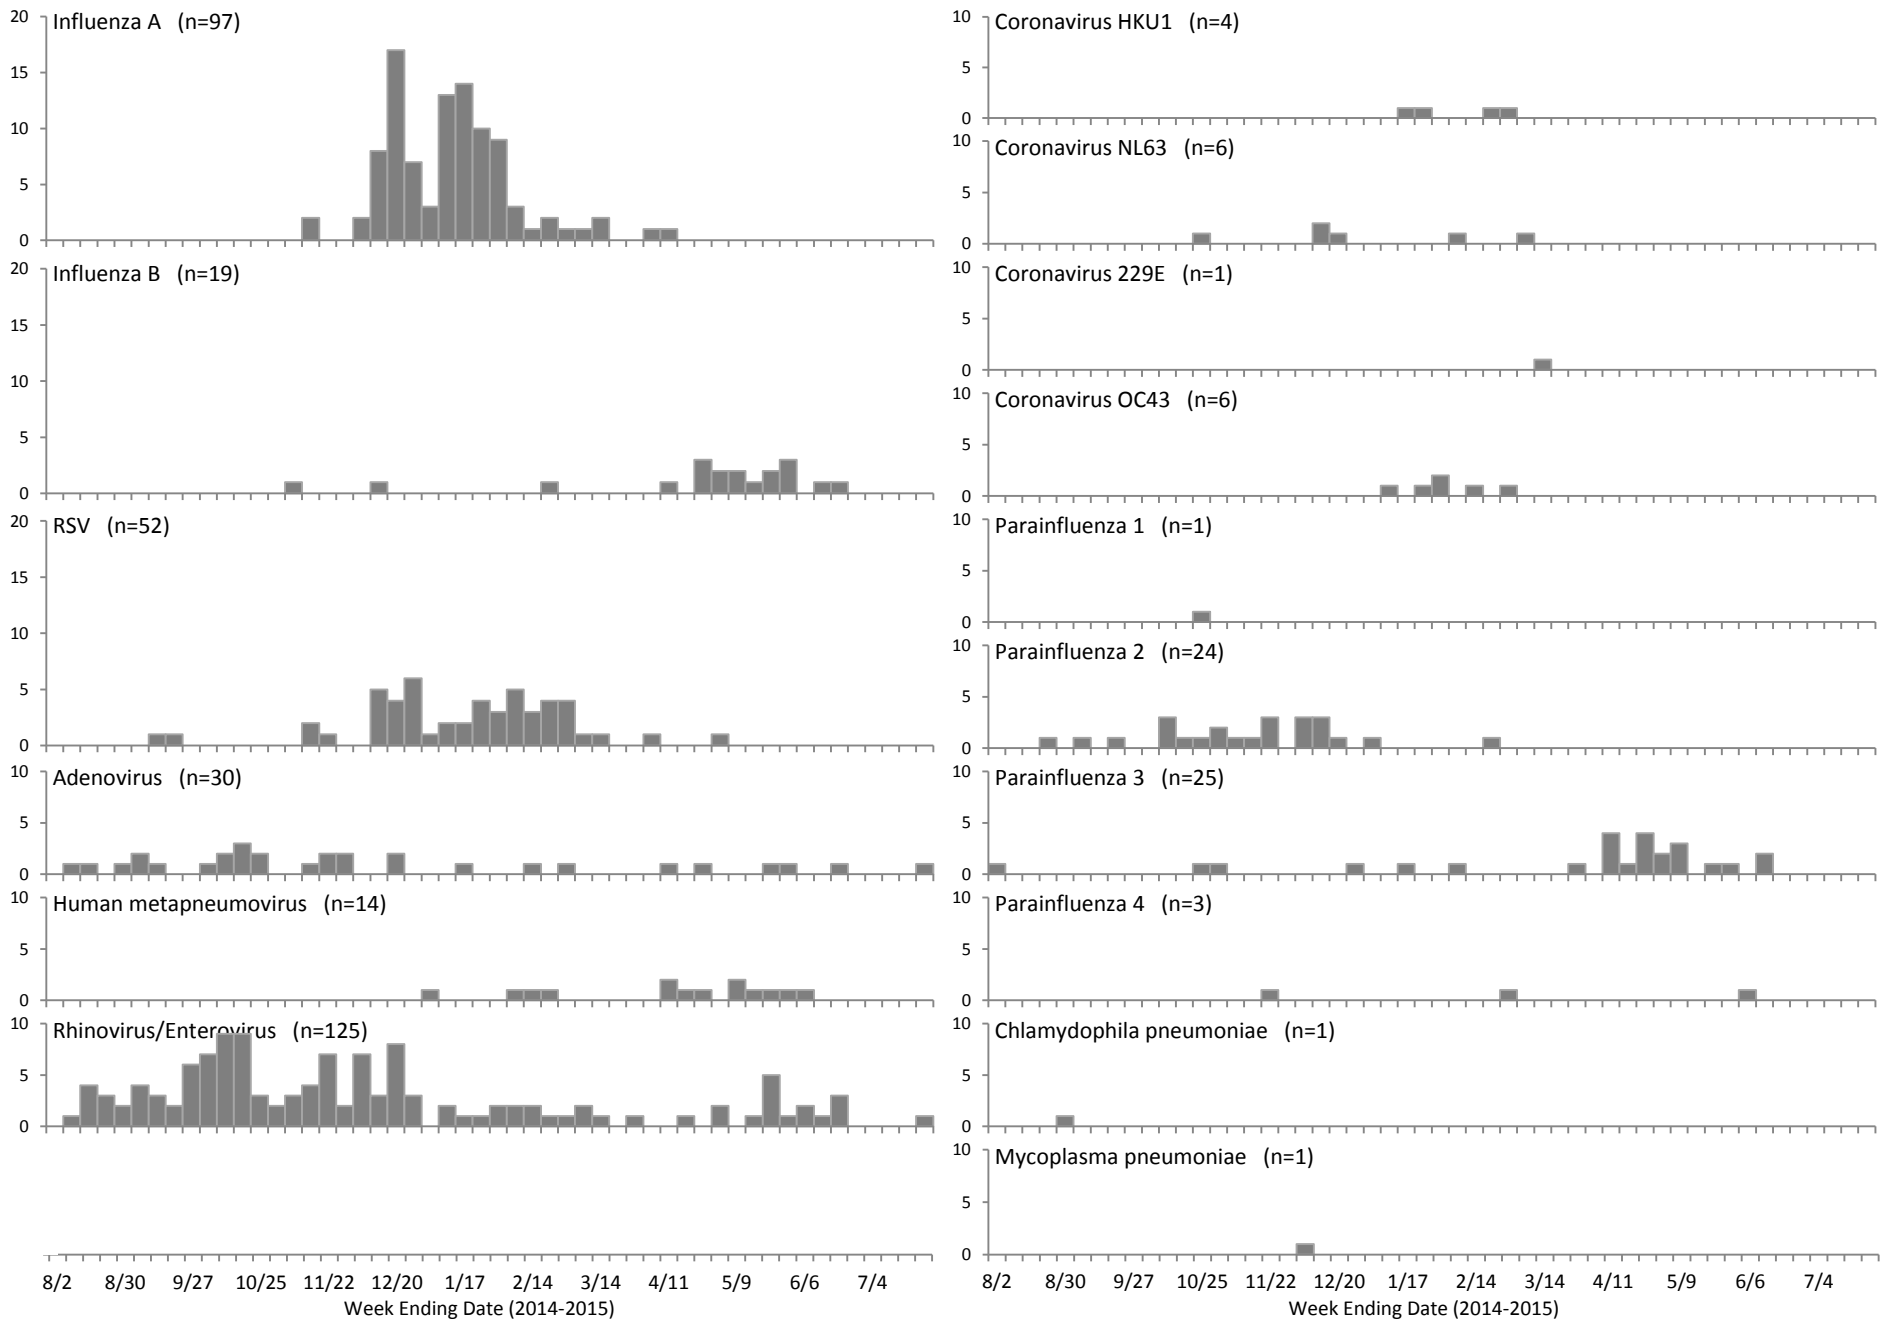 Influenza A (n=97)
20
15
10
5
0
Influenza B (n=19)
20
15
10
5
0
RSV (n=52)
20
15
10
5
0
Adenovirus (n=30)
10
5
0
Human metapneumovirus (n=14)
10
5
0
Rhinovirus/Enterovirus (n=125)
10
5
0
8/2 8/30 9/27 10/25 11/22 12/20 1/17 2/14 3/14 4/11 5/9 6/6 7/4
Week Ending Date (2014-2015)
Coronavirus HKU1 (n=4)
10
5
0
Coronavirus NL63 (n=6)
10
5
0
Coronavirus 229E (n=1)
10
5
0
Coronavirus OC43 (n=6)
10
5
0
Parainfluenza 1 (n=1)
10
5
0
Parainfluenza 2 (n=24)
10
5
0
Parainfluenza 3 (n=25)
10
5
0
Parainfluenza 4 (n=3)
10
5
0
Chlamydophila pneumoniae (n=1)
10
5
0
Mycoplasma pneumoniae (n=1)
10
5
0
8/2 8/30 9/27 10/25 11/22 12/20 1/17 2/14 3/14 4/11 5/9 6/6 7/4
Week Ending Date (2014-2015)